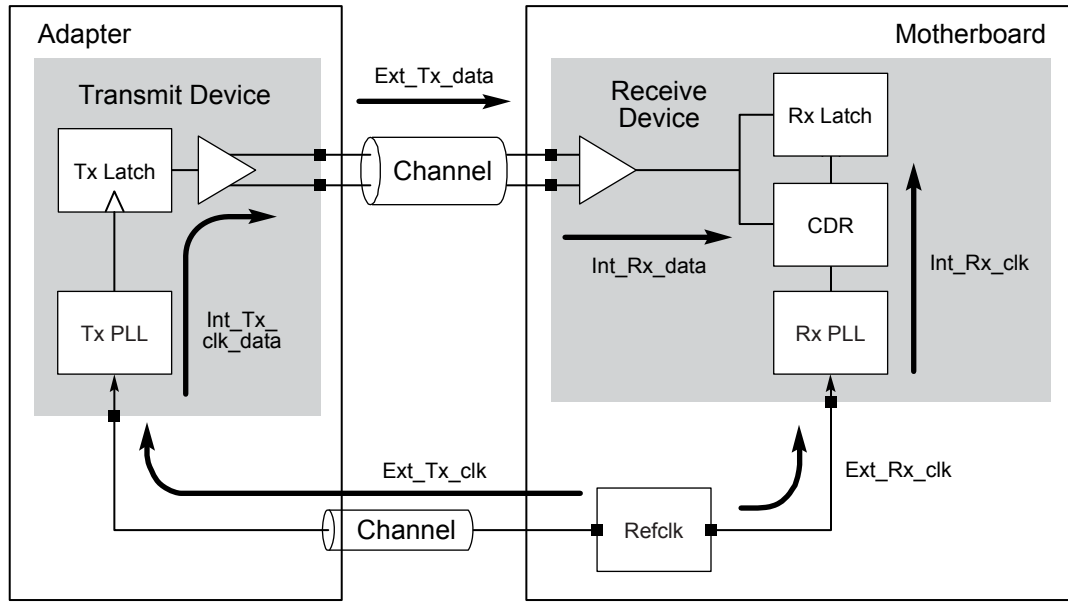 Adapter
Motherboard
Transmit Device
Ext_Tx_data
Receive
Device
Rx Latch
Tx Latch
Channel
CDR
Int_Rx_data
Int_Rx_clk
Tx PLL
Int_Tx_
clk_data
Rx PLL
Ext_Tx_clk
Ext_Rx_clk
Channel
Refclk